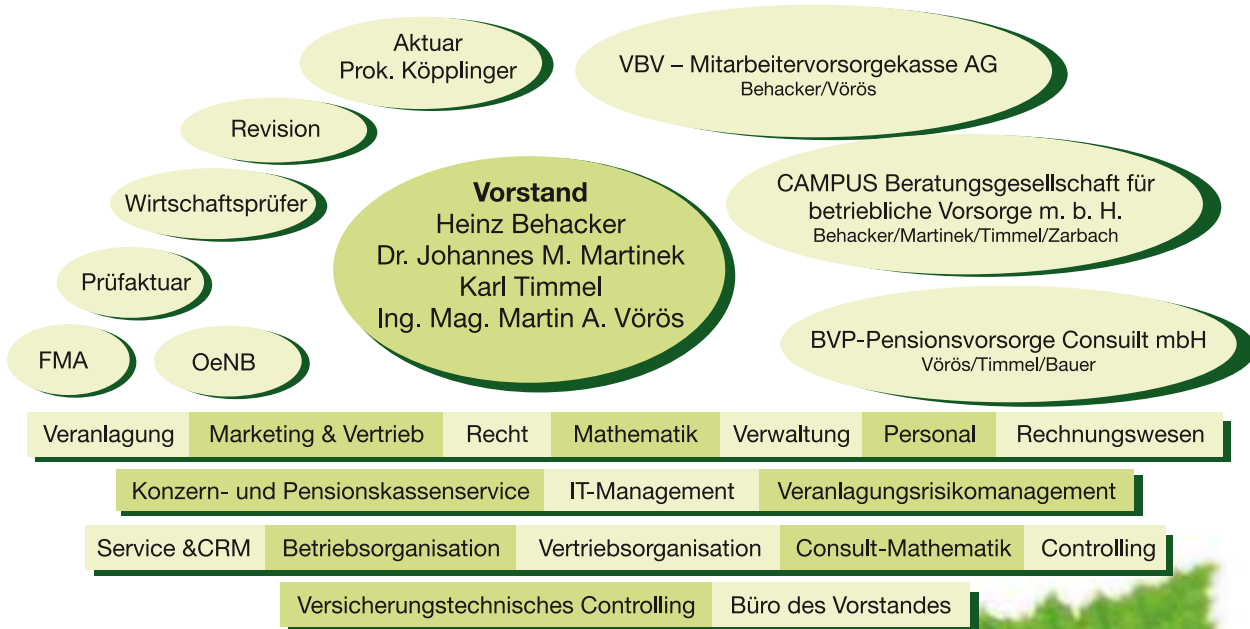 Aktuar
Prok. Köpplinger
VBV – Mitarbeitervorsorgekasse AG
Behacker/Vörös
Revision
Wirtschaftsprüfer
Prüfaktuar
FMA
OeNB
Vorstand
Heinz Behacker
Dr. Johannes M. Martinek
Karl Timmel
Ing. Mag. Martin A. Vörös
CAMPUS Beratungsgesellschaft für
betriebliche Vorsorge m. b. H.
Behacker/Martinek/Timmel/Zarbach
BVP-Pensionsvorsorge Consuilt mbH
Vörös/Timmel/Bauer
Veranlagung Marketing & Vertrieb Recht Mathematik Verwaltung Personal Rechnungswesen
Konzern- und Pensionskassenservice IT-Management Veranlagungsrisikomanagement
Service &CRM Betriebsorganisation Vertriebsorganisation Consult-Mathematik Controlling
Versicherungstechnisches Controlling Büro des Vorstandes